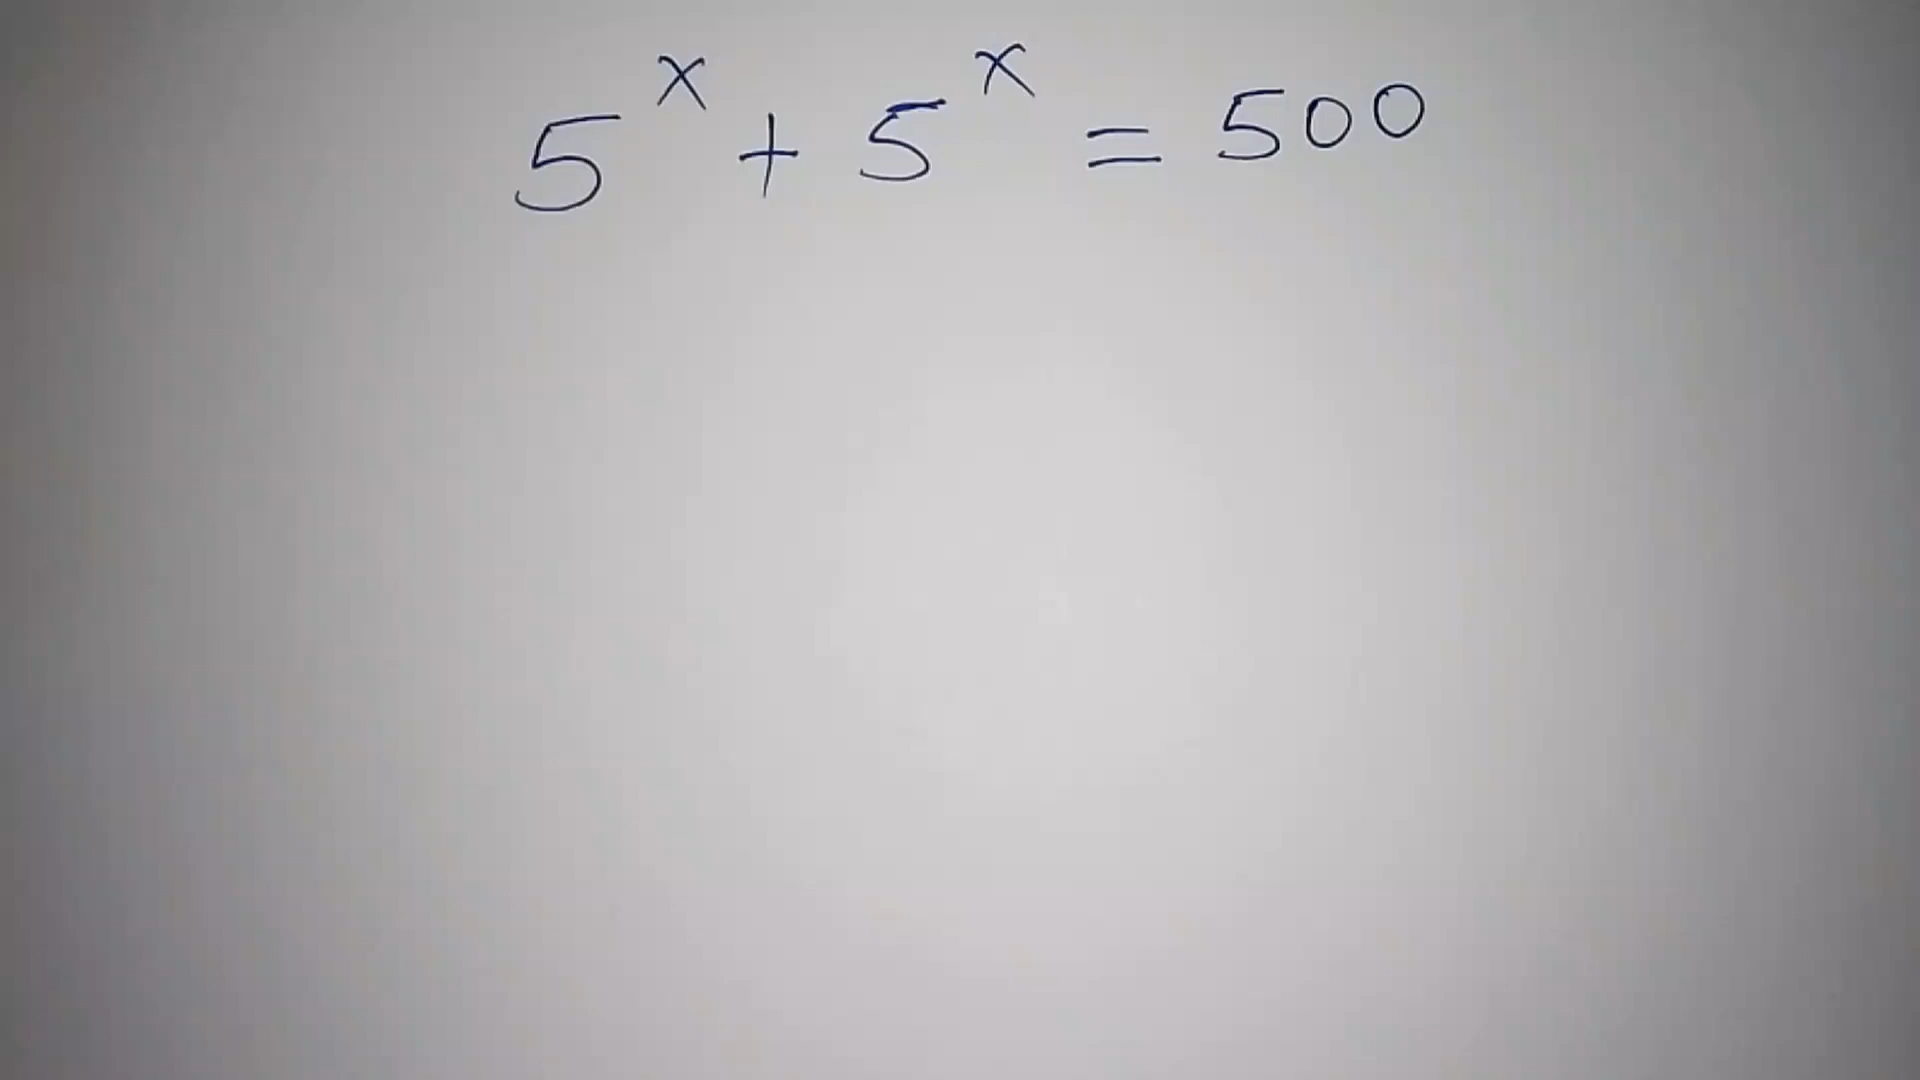 5^x + 5^x = 500